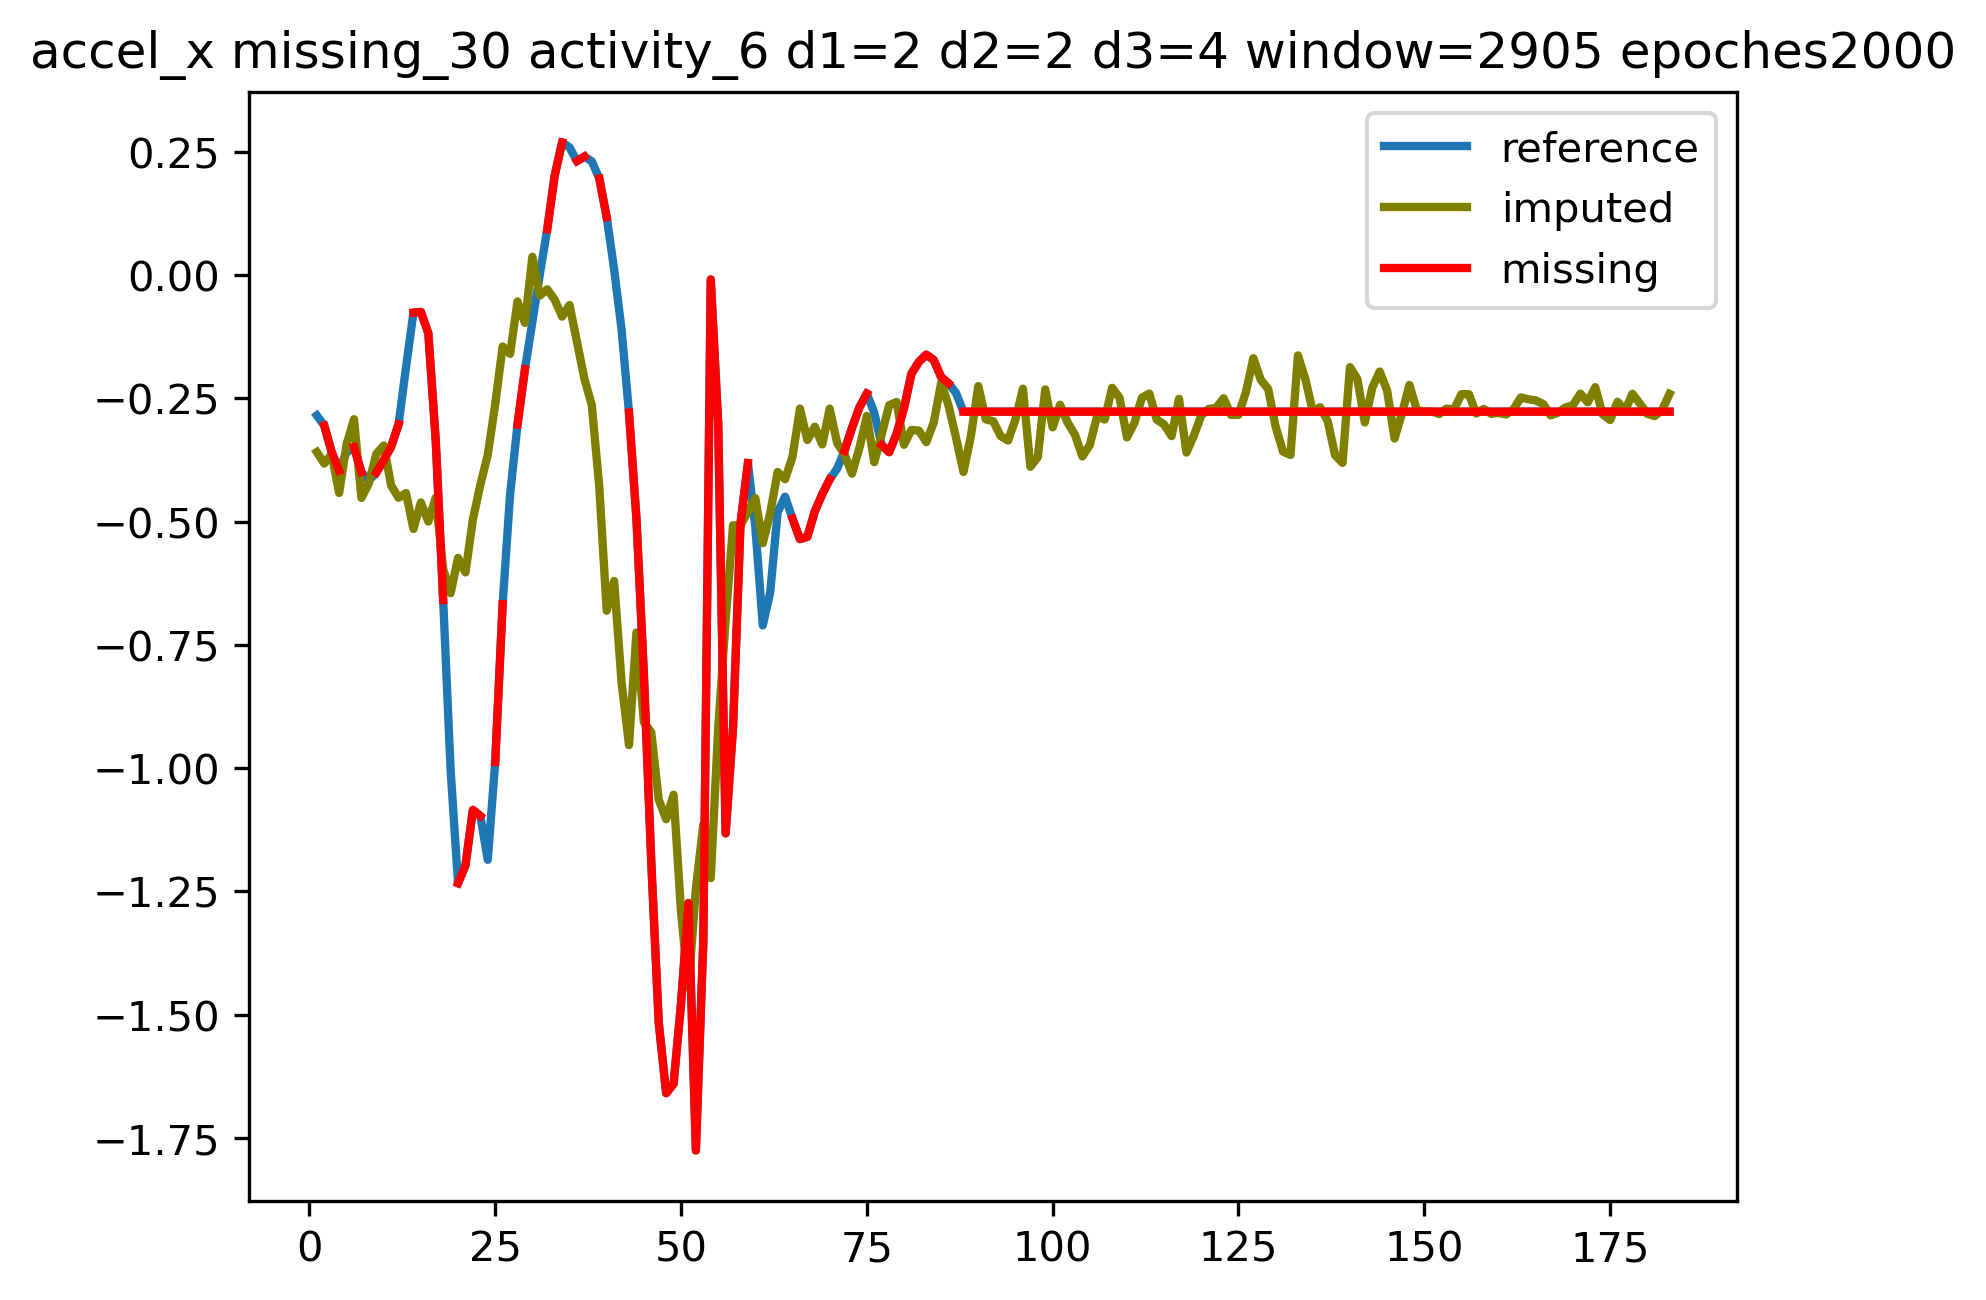 accel_x missing_30 activity_6 d1=2 d2=2 d3=4 window=2905 epoches2000
reference
imputed
missing
0.25
0.00
−0.25
−0.50
−0.75
−1.00
−1.25
−1.50
−1.75
0 25 50 75 100 125 150 175